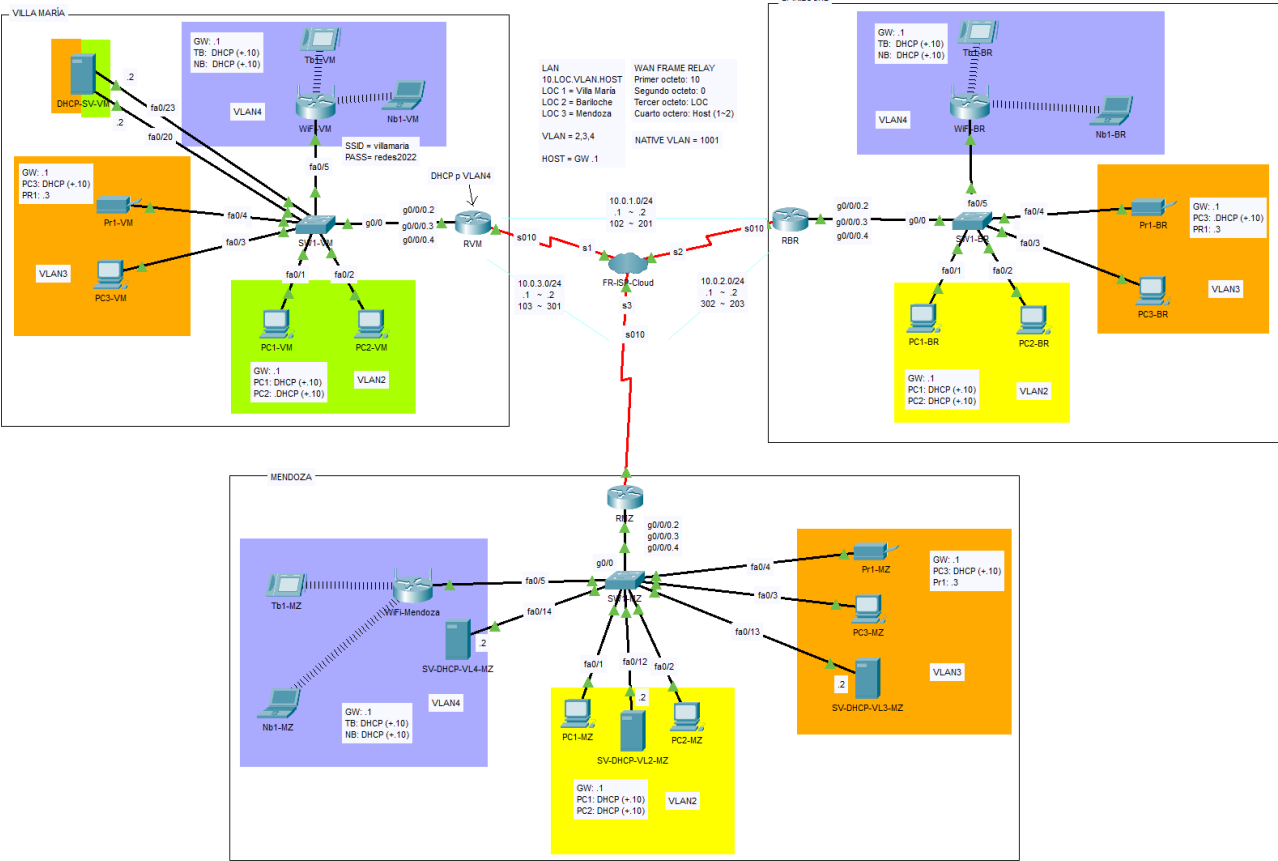 VILLA MARÍA
DHCP-SV-VM
.2
.2
fa0/23
fa0/20
GW: .1
TB: DHCP (+.10)
NB: DHCP (+.10)
Tb1-VM
VLAN4
WiFi-VM
Nb1-VM
SSID = villamaria
PASS= redes2022
fa0/5
GW: .1
PC3: DHCP (+.10)
PR1: .3
Pr1-VM
fa0/4
fa0/3
VLAN3
PC3-VM
SW1-VM
g0/0
g0/0/0.2
g0/0/0.3
g0/0/0.4
DHCP p VLAN4
RVM
fa0/1
fa0/2
PC1-VM
PC2-VM
GW: .1
PC1: DHCP (+.10)
PC2: .DHCP (+.10)
VLAN2
LAN
10.LOC.VLAN.HOST
LOC 1 = Villa María
LOC 2 = Bariloche
LOC 3 = Mendoza
VLAN = 2,3,4
HOST = GW .1
WAN FRAME RELAY
Primer octeto: 10
Segundo octeto: 0
Tercer octeto: LOC
Cuarto octero: Host (1~2)
NATIVE VLAN = 1001
10.0.1.0/24
.1 ~ .2
102 ~ 201
s010
s1
s2
s010
FR-ISP-Cloud
10.0.3.0/24
.1 ~ .2
103 ~ 301
10.0.2.0/24
.1 ~ .2
302 ~ 203
s3
s010
GW: .1
TB: DHCP (+.10)
NB: DHCP (+.10)
Tb1-BR
VLAN4
WiFi-BR
Nb1-BR
RBR
g0/0/0.2
g0/0/0.3
g0/0/0.4
g0/0
fa0/5
SW1-BR
fa0/4
fa0/3
Pr1-BR
GW: .1
PC3: .DHCP (+.10)
PR1: .3
VLAN3
PC3-BR
fa0/1
fa0/2
PC1-BR
PC2-BR
GW: .1
PC1: DHCP (+.10)
PC2: DHCP (+.10)
VLAN2
MENDOZA
RMZ
g0/0/0.2
g0/0/0.3
g0/0/0.4
g0/0
SW1-MZ
Tb1-MZ
WiFi-Mendoza
fa0/5
fa0/14
.2
SV-DHCP-VL4-MZ
Nb1-MZ
GW: .1
TB: DHCP (+.10)
NB: DHCP (+.10)
VLAN4
fa0/1
fa0/12
fa0/2
.2
PC1-MZ
PC2-MZ
SV-DHCP-VL2-MZ
GW: .1
PC1: DHCP (+.10)
PC2: DHCP (+.10)
VLAN2
fa0/4
fa0/3
fa0/13
Pr1-MZ
GW: .1
PC3: DHCP (+.10)
Pr1: .3
PC3-MZ
VLAN3
.2
SV-DHCP-VL3-MZ